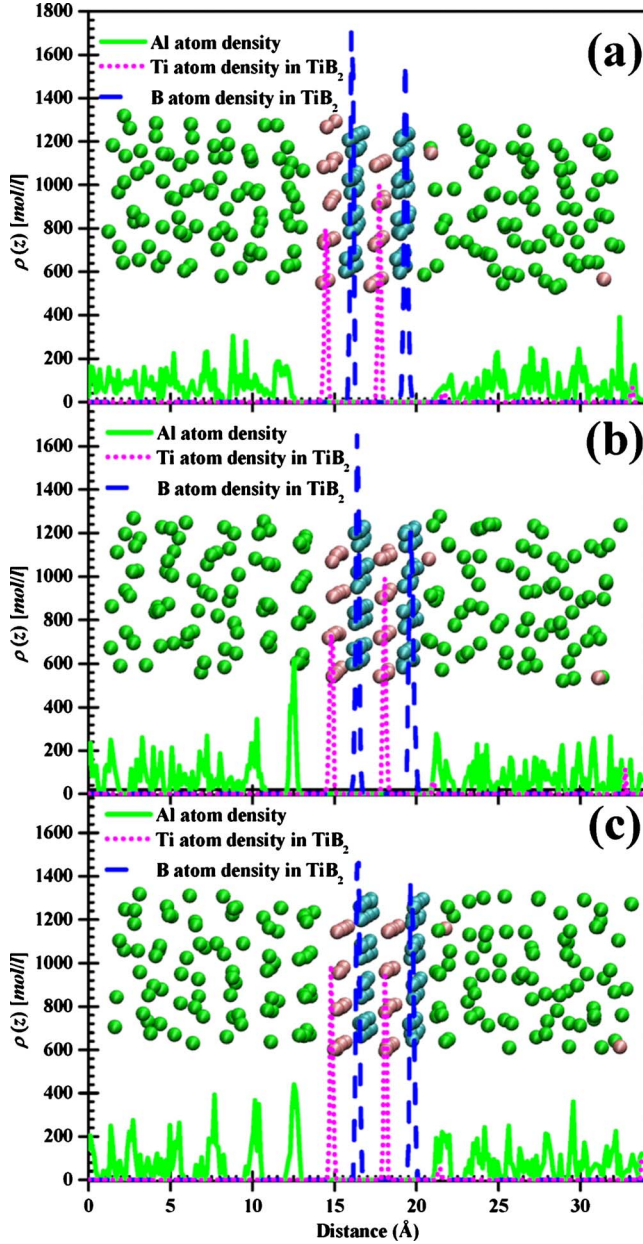 1800
1600
1400
1200
1000
800
600
400
200
0
ρ (z) [mol/l]
Al atom density
Ti atom density in TiB₂
B atom density in TiB₂
(a)
1600
1400
1200
1000
800
600
400
200
0
ρ (z) [mol/l]
Al atom density
Ti atom density in TiB₂
B atom density in TiB₂
(b)
1600
1400
1200
1000
800
600
400
200
0
ρ (z) [mol/l]
Al atom density
Ti atom density in TiB₂
B atom density in TiB₂
(c)
0 5 10 15 20 25 30
Distance (Å)